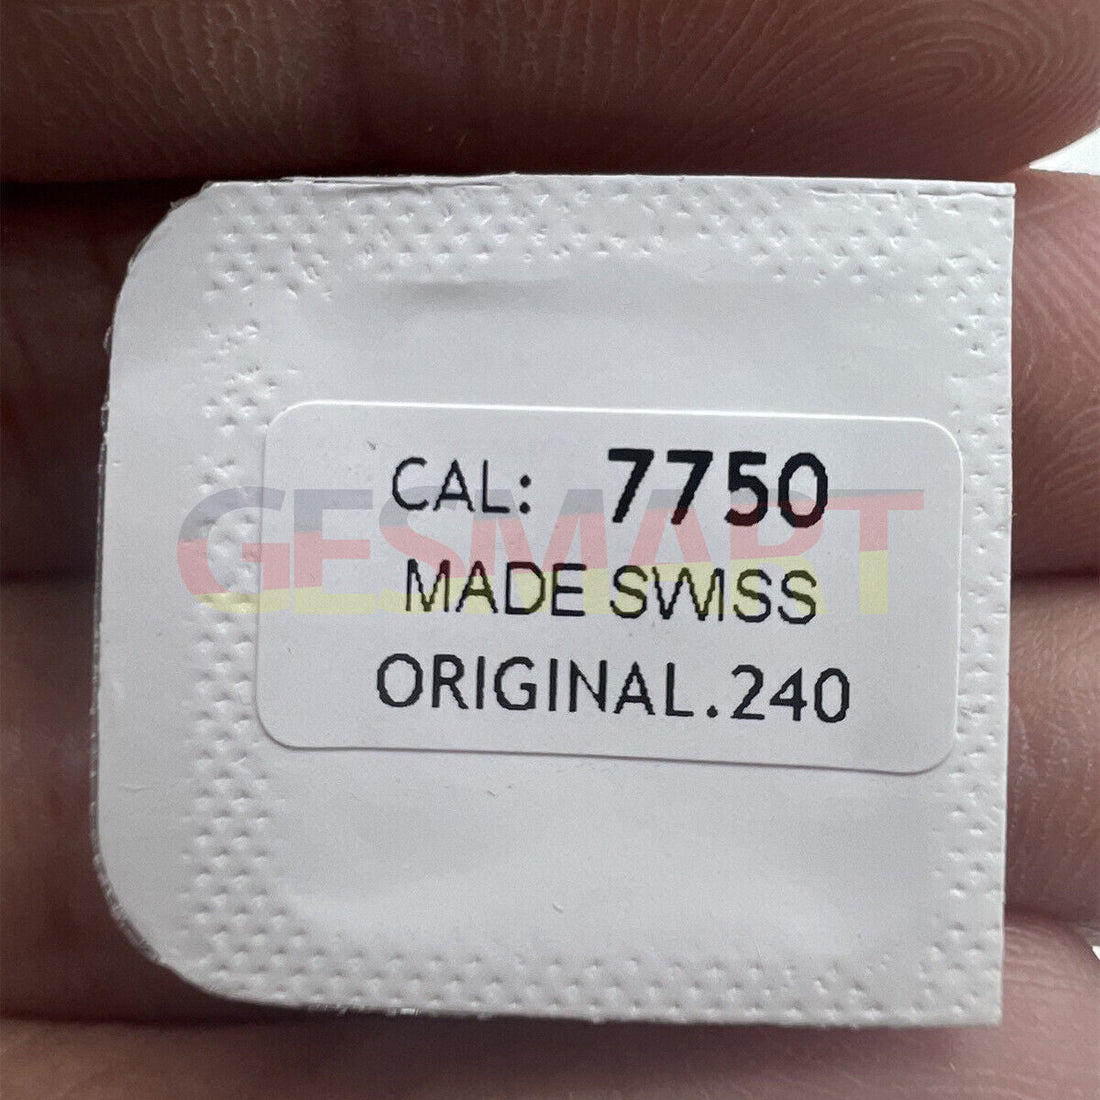 CAL: 7750
GESMART
MADE SWISS
ORIGINAL.240